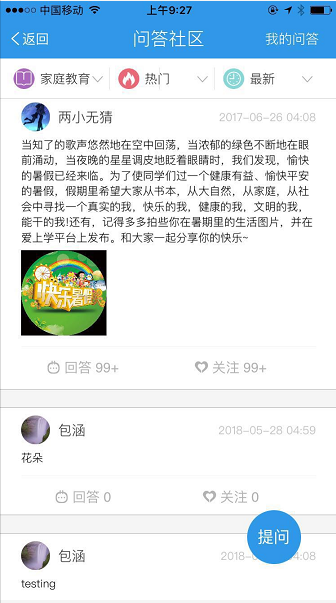 中国移动 上午9:27
返回 问答社区 我的问答
家庭教育 热门 最新
两小无猜 2017-06-26 04:08
当知了的歌声悠然地在空中回荡，当浓郁的绿色不断地在眼
前涌动，当夜晚的星星调皮地眨着眼睛时，我们发现，愉快
的暑假已经来临。为了使同学们过一个健康有益、愉快平安
的暑假，假期里希望大家从书本，从大自然，从家庭，从社
会中寻找一个真实的我，快乐的我，健康的我，文明的我，
能干的我!还有，记得多多拍些你在暑期里的生活图片，并在
爱上学平台上发布。和大家一起分享你的快乐~
快乐暑假
回答 99+ 关注 99+
包涵 2018-05-28 04:59
花朵
回答 0 关注 0
提问
包涵 2018-0 4:08
testing